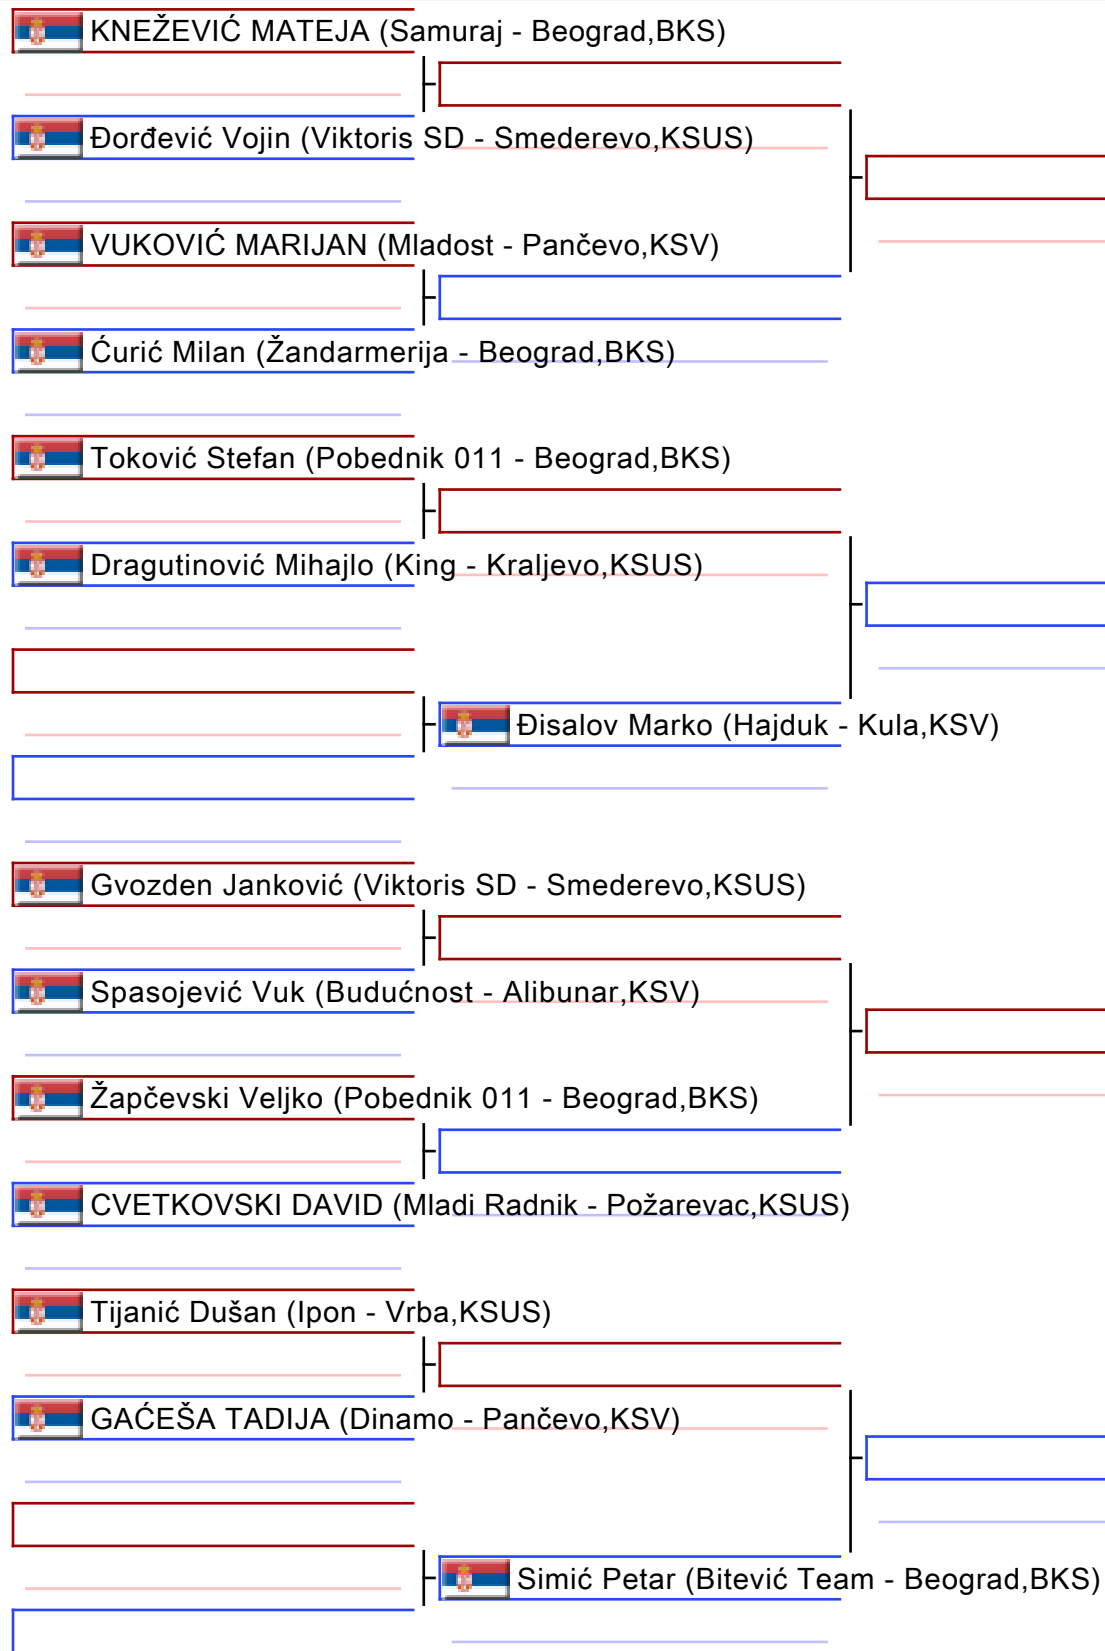 KNEŽEVIĆ MATEJA (Samuraj - Beograd,BKS)
Đorđević Vojin (Viktoris SD - Smederevo,KSUS)
VUKOVIĆ MARIJAN (Mladost - Pančevo,KSV)
Ćurić Milan (Žandarmerija - Beograd,BKS)
Toković Stefan (Pobednik 011 - Beograd,BKS)
Dragutinović Mihajlo (King - Kraljevo,KSUS)
Đisalov Marko (Hajduk - Kula,KSV)
Gvozden Janković (Viktoris SD - Smederevo,KSUS)
Spasojević Vuk (Budućnost - Alibunar,KSV)
Žapčevski Veljko (Pobednik 011 - Beograd,BKS)
CVETKOVSKI DAVID (Mladi Radnik - Požarevac,KSUS)
Tijanić Dušan (Ipon - Vrba,KSUS)
GAĆEŠA TADIJA (Dinamo - Pančevo,KSV)
Simić Petar (Bitević Team - Beograd,BKS)